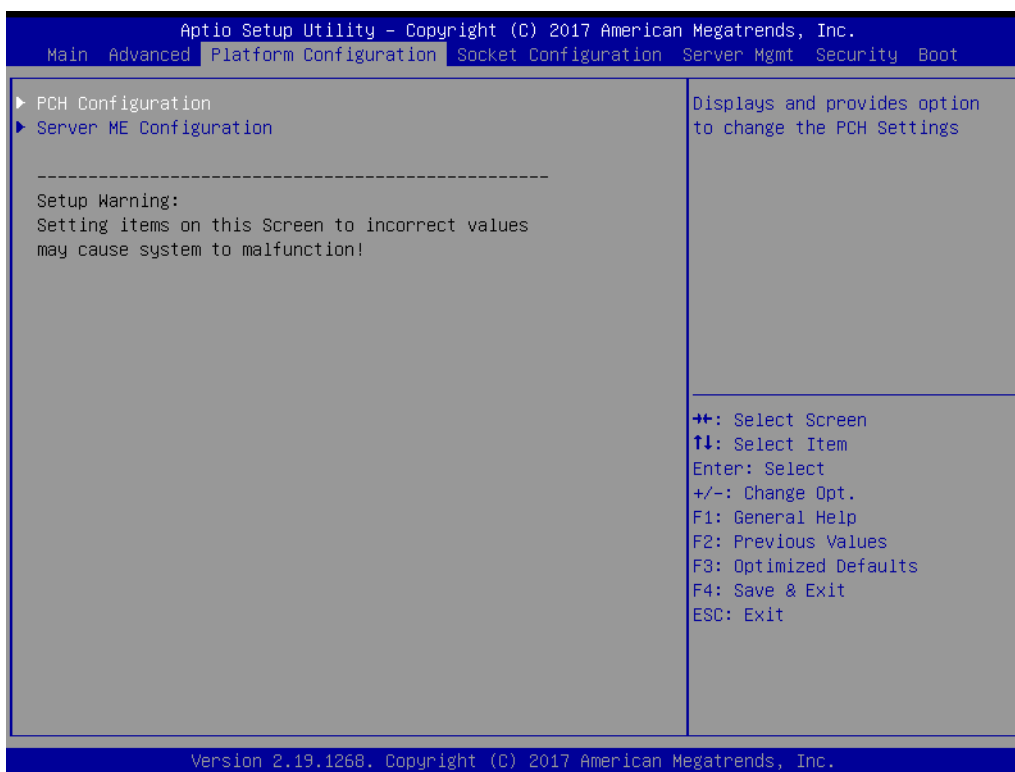 Aptio Setup Utility – Copyright (C) 2017 American Megatrends, Inc.
Main Advanced Platform Configuration Socket Configuration Server Mgmt Security Boot
▶ PCH Configuration
▶ Server ME Configuration
--------------------------------------------------
Setup Warning:
Setting items on this Screen to incorrect values
may cause system to malfunction!
Displays and provides option
to change the PCH Settings
→←: Select Screen
↑↓: Select Item
Enter: Select
+/-: Change Opt.
F1: General Help
F2: Previous Values
F3: Optimized Defaults
F4: Save & Exit
ESC: Exit
Version 2.19.1268. Copyright (C) 2017 American Megatrends, Inc.